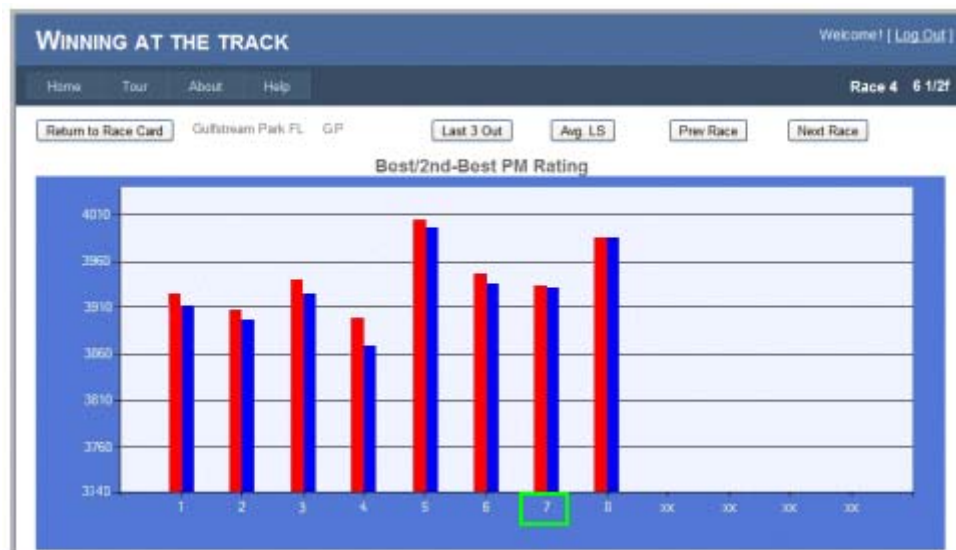 WINNING AT THE TRACK
Welcome! [ Log Out ]
Home Tour About Help
Race 4 6 1/2f
Return to Race Card Gulfstream Park FL GP Last 3 Out Avg. LS Prev Race Next Race
Best/2nd-Best PM Rating
4010
3960
3910
3860
3810
3760
3740
1 2 3 4 5 6 7 8 xx xx xx xx